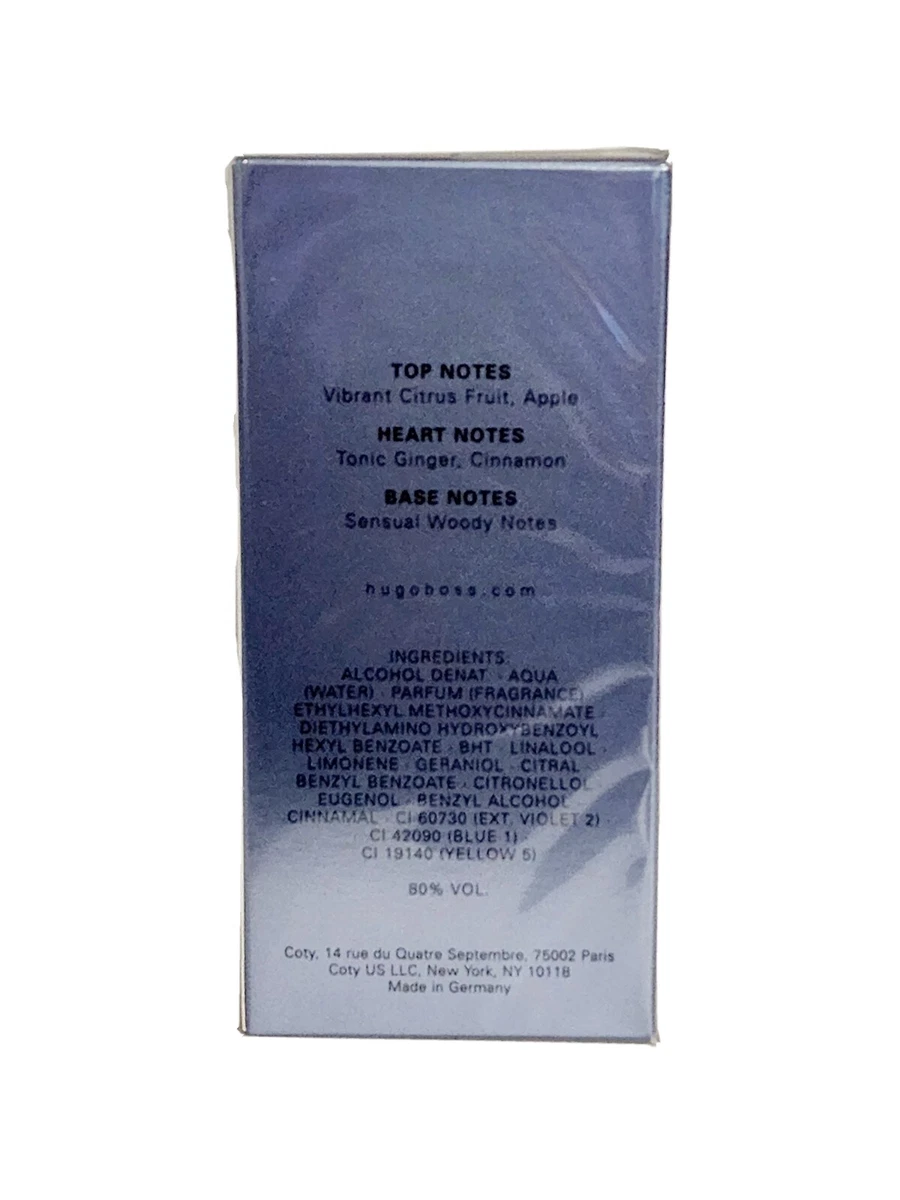 TOP NOTES
Vibrant Citrus Fruit, Apple
HEART NOTES
Tonic Ginger, Cinnamon
BASE NOTES
Sensual Woody Notes
hugoboss.com
INGREDIENTS:
ALCOHOL DENAT · AQUA
(WATER) · PARFUM (FRAGRANCE)
ETHYLHEXYL METHOXYCINNAMATE ·
DIETHYLAMINO HYDROXYBENZOYL
HEXYL BENZOATE · BHT · LINALOOL ·
LIMONENE · GERANIOL · CITRAL
BENZYL BENZOATE · CITRONELLOL
EUGENOL · BENZYL ALCOHOL
CINNAMAL · CI 60730 (EXT. VIOLET 2) ·
CI 42090 (BLUE 1) ·
CI 19140 (YELLOW 5)
80% VOL.
Coty, 14 rue du Quatre Septembre, 75002 Paris
Coty US LLC, New York, NY 10118
Made in Germany